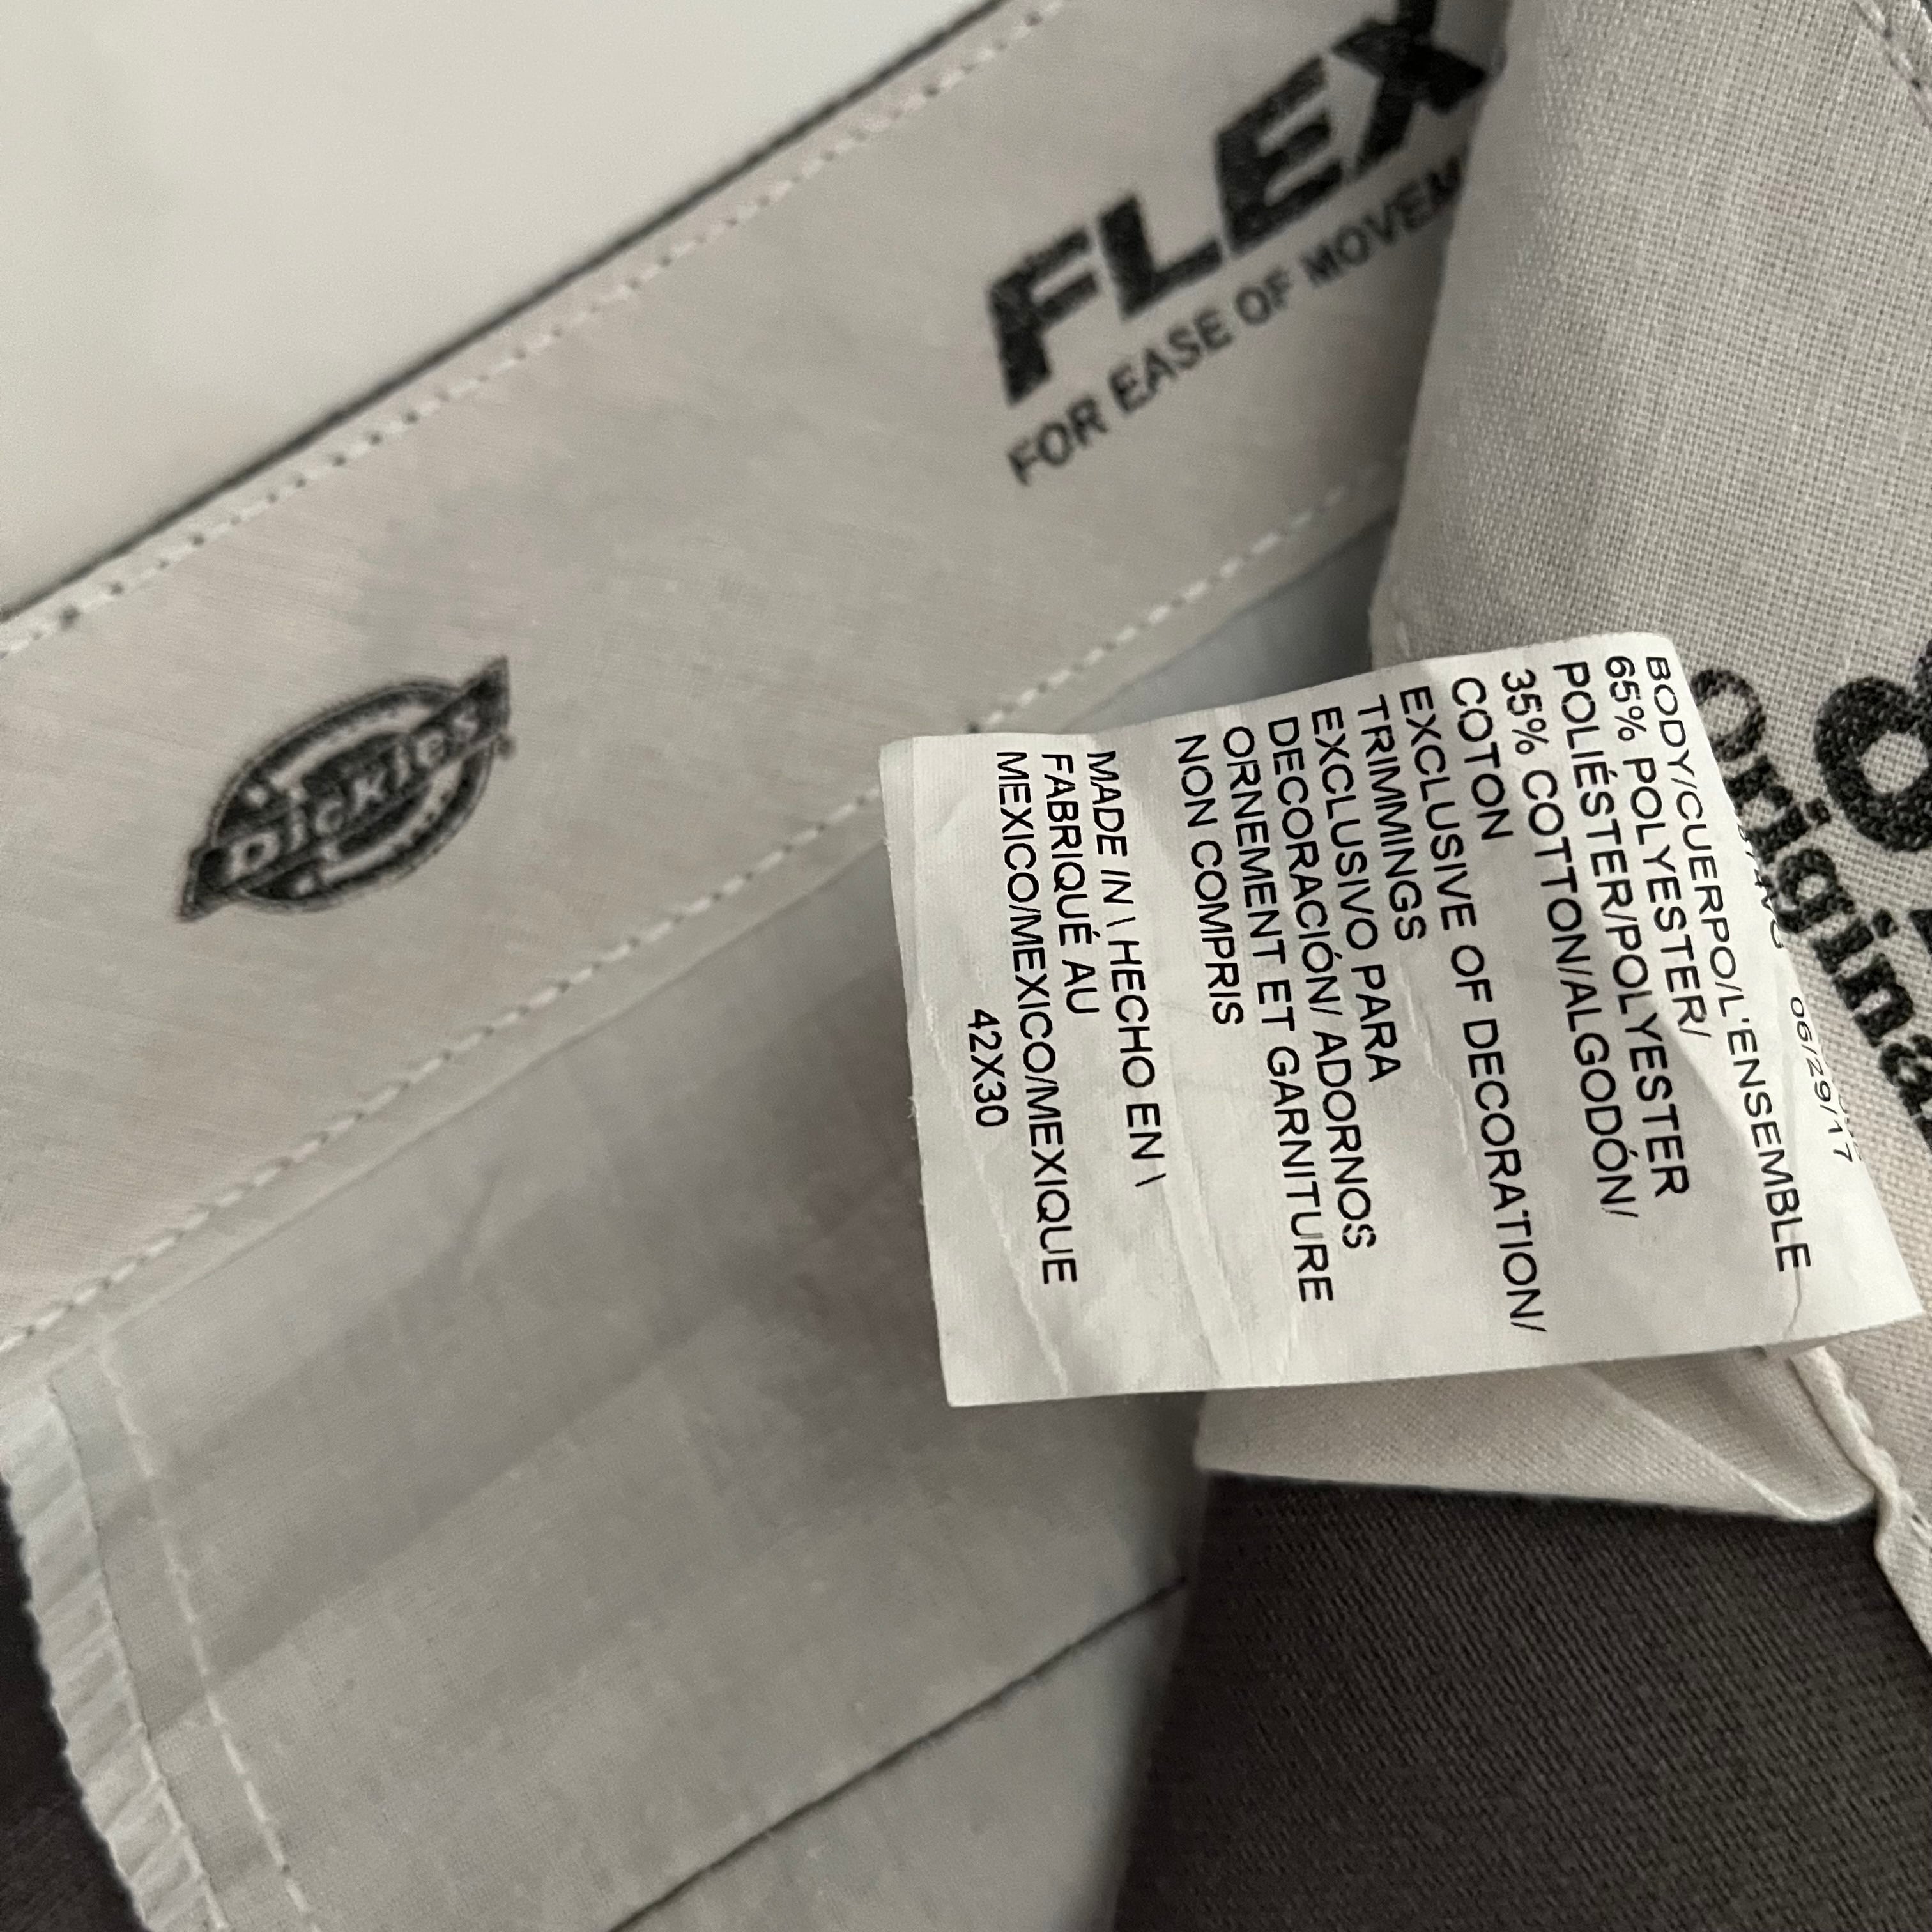 FLEX
FOR EASE OF
Dickies
06/29/17
BODY/CUERPO/L'ENSEMBLE
65% POLYESTER/
POLIÉSTER/POLYESTER
35% COTTON/ALGODÓN/
COTON
EXCLUSIVE OF DECORATION/
TRIMMINGS
EXCLUSIVO PARA
DECORACIÓN/ ADORNOS
ORNEMENT ET GARNITURE
NON COMPRIS
MADE IN \ HECHO EN \
FABRIQUÉ AU
MEXICO/MEXICO/MEXIQUE
42X30